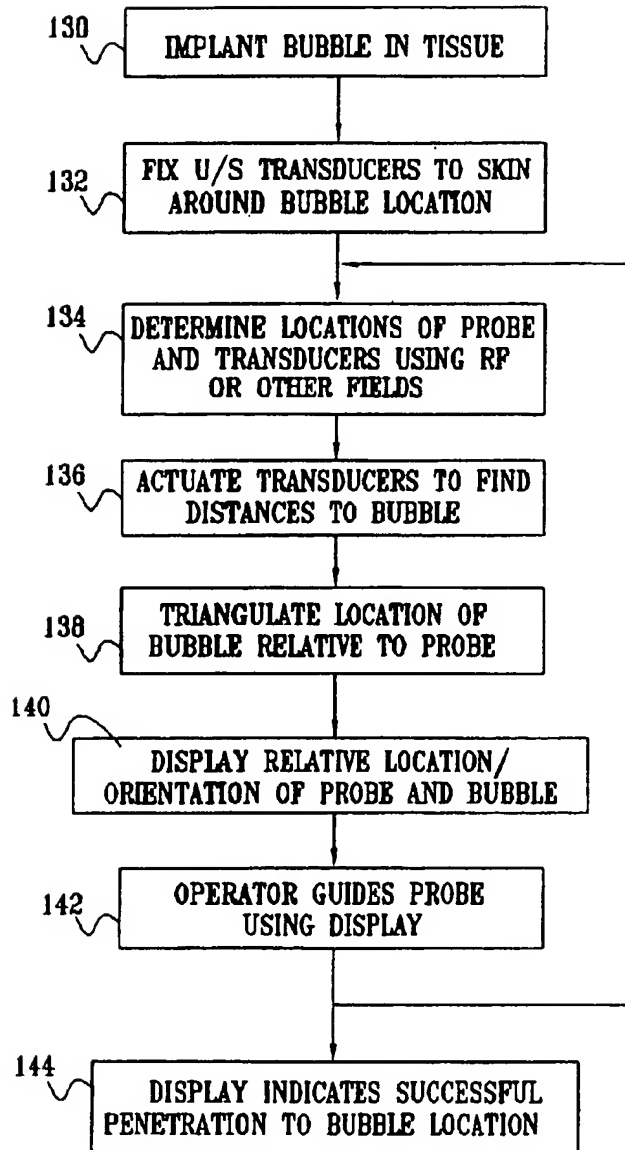 130
IMPLANT BUBBLE IN TISSUE
132
FIX U/S TRANSDUCERS TO SKIN
AROUND BUBBLE LOCATION
134
DETERMINE LOCATIONS OF PROBE
AND TRANSDUCERS USING RF
OR OTHER FIELDS
136
ACTUATE TRANSDUCERS TO FIND
DISTANCES TO BUBBLE
138
TRIANGULATE LOCATION OF
BUBBLE RELATIVE TO PROBE
140
DISPLAY RELATIVE LOCATION/
ORIENTATION OF PROBE AND BUBBLE
142
OPERATOR GUIDES PROBE
USING DISPLAY
144
DISPLAY INDICATES SUCCESSFUL
PENETRATION TO BUBBLE LOCATION